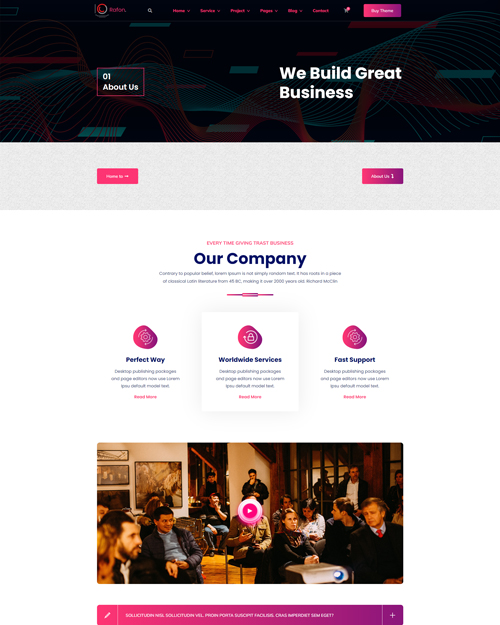 Rafon.
Home Service Project Pages Blog Contact
Buy Theme
01
About Us
We Build Great
Business
Home to
About Us
EVERY TIME GIVING TRAST BUSINESS
Our Company
Contrary to popular belief, lorem Ipsum is not simply random text. It has roots in a piece
of classical Latin literature from 45 BC, making it over 2000 years old. Richard McClin
Perfect Way
Desktop publishing packages
and page editors now use Lorem
Ipsu default model text.
Read More
Worldwide Services
Desktop publishing packages
and page editors now use Lorem
Ipsu default model text.
Read More
Fast Support
Desktop publishing packages
and page editors now use Lorem
Ipsu default model text.
Read More
SOLLICITUDIN NISL SOLLICITUDIN VEL. PROIN PORTA SUSCIPIT FACILISIS. CRAS IMPERDIET SEM EGET?